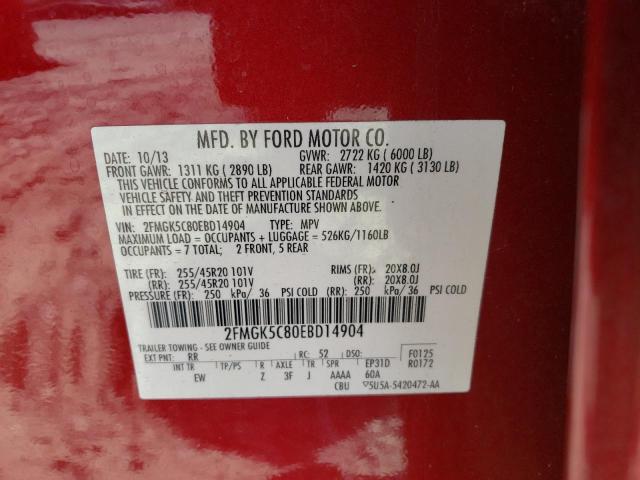 MFD. BY FORD MOTOR CO.
DATE: 10/13 GVWR: 2722 KG ( 6000 LB)
FRONT GAWR: 1311 KG ( 2890 LB) REAR GAWR: 1420 KG ( 3130 LB)
THIS VEHICLE CONFORMS TO ALL APPLICABLE FEDERAL MOTOR
VEHICLE SAFETY AND THEFT PREVENTION STANDARDS
IN EFFECT ON THE DATE OF MANUFACTURE SHOWN ABOVE.
VIN: 2FMGK5C80EBD14904 TYPE: MPV
MAXIMUM LOAD = OCCUPANTS + LUGGAGE = 526KG/1160LB
OCCUPANTS = 7 TOTAL; 2 FRONT, 5 REAR
TIRE (FR): 255/45R20 101V RIMS (FR): 20X8.0J
(RR): 255/45R20 101V (RR): 20X8.0J
PRESSURE (FR): 250 kPa/ 36 PSI COLD (RR): 250 kPa/ 36 PSI COLD
2FMGK5C80EBD14904
TRAILER TOWING - SEE OWNER GUIDE
EXT PNT: RR RC: 52 DSO: F0125
INT TR TP/PS R AXLE TR SPR EP31D R0172
EW Z 3F J AAAA 60A
CBU 5U5A-5420472-AA